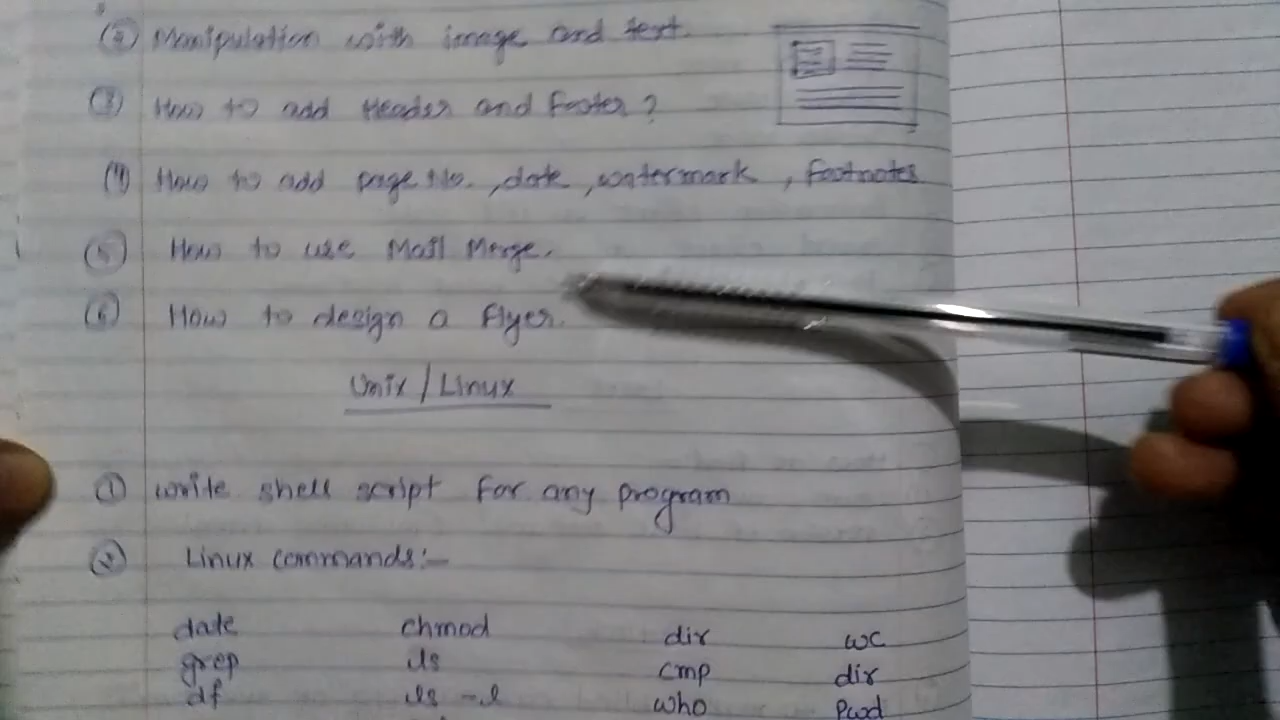 (2) Manipulation with image and text.
(3) How to add Header and Footer?
(4) How to add page No. , date , watermark , footnotes
(5) How to use Mail Merge.
(6) How to design a flyer.
Unix / Linux
(1) write shell script for any program
(2) Linux commands:-
date chmod dir wc
grep ls cmp dir
df ls -l who pwd